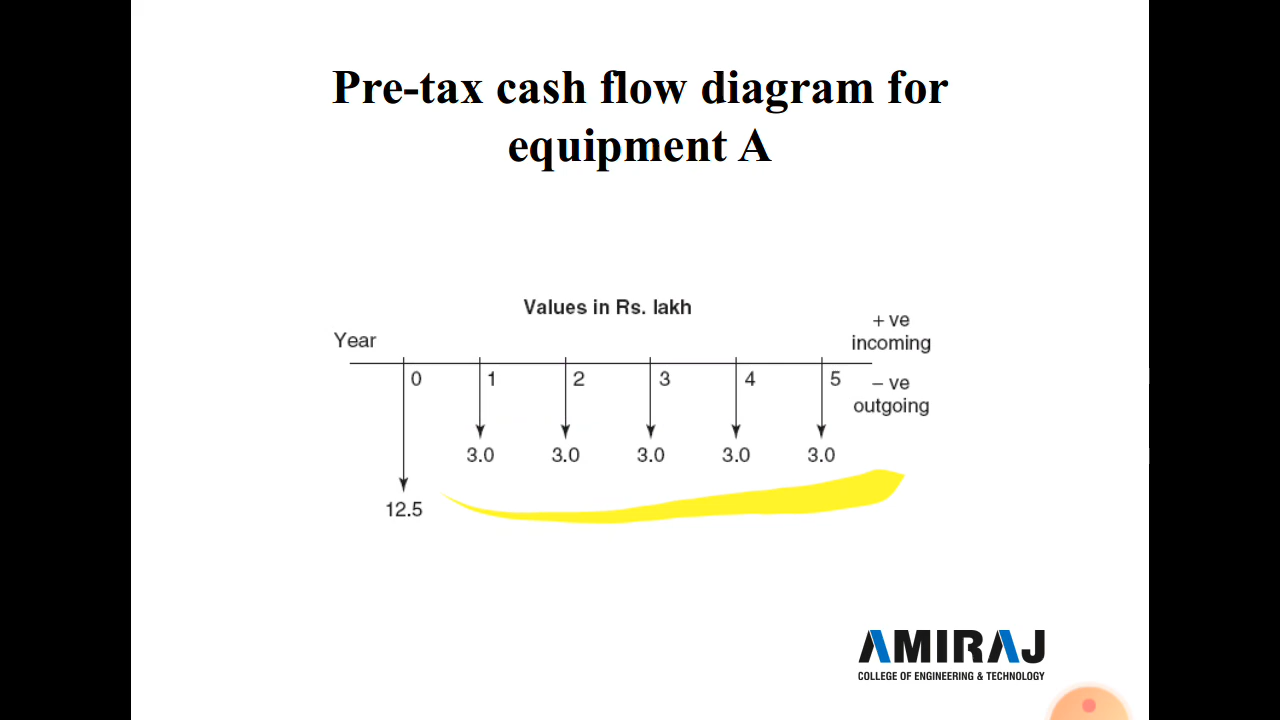 Pre-tax cash flow diagram for
equipment A
Values in Rs. lakh
Year
+ ve
incoming
0 1 2 3 4 5
– ve
outgoing
3.0 3.0 3.0 3.0 3.0
12.5
AMIRAJ
COLLEGE OF ENGINEERING & TECHNOLOGY